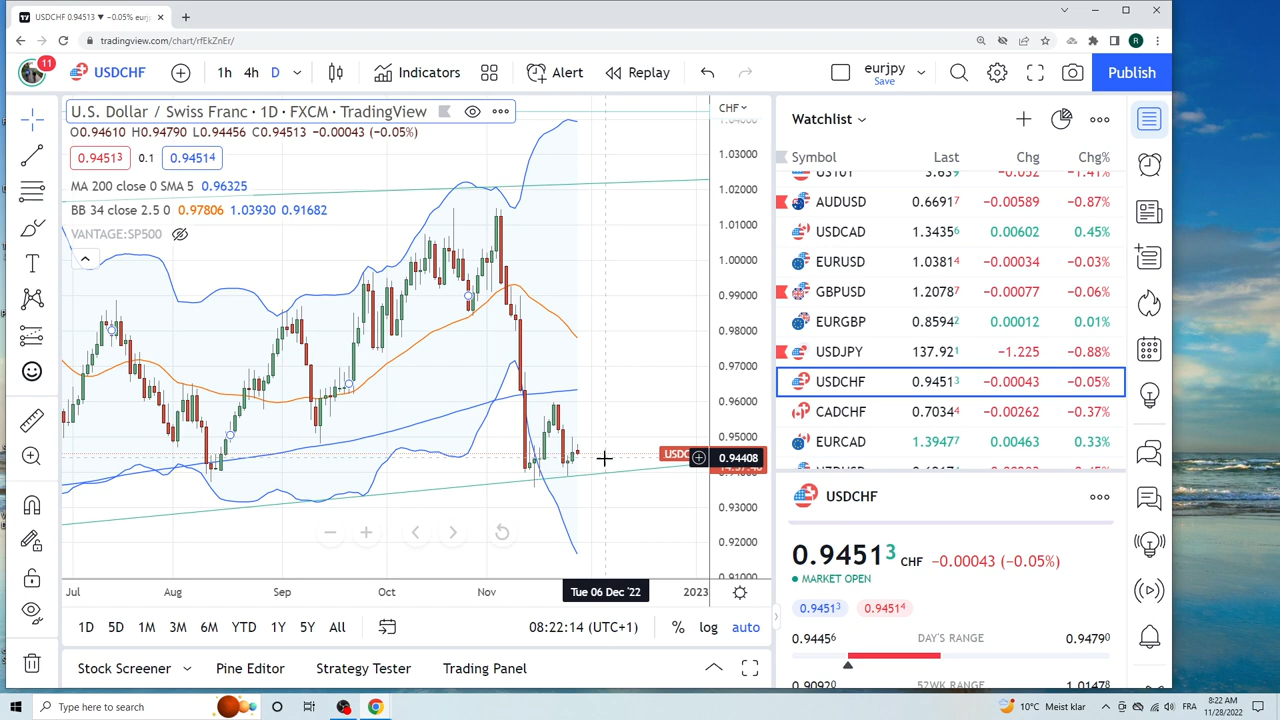 USDCHF 0.94513 ▼ −0.05% eurj
tradingview.com/chart/rfEkZnEr/
R
11
USDCHF
1h 4h D
Indicators
Alert
Replay
eurjpy
Save
Publish
U.S. Dollar / Swiss Franc · 1D · FXCM · TradingView
O0.94610 H0.94790 L0.94456 C0.94513 −0.00043 (−0.05%)
0.94513 0.1 0.94514
MA 200 close 0 SMA 5 0.96325
BB 34 close 2.5 0 0.97806 1.03930 0.91682
VANTAGE:SP500
CHF
1.03000
1.02000
1.01000
1.00000
0.99000
0.98000
0.97000
0.96000
0.95000
USDC
0.94408
0.93000
0.92000
0.91000
Jul Aug Sep Oct Nov Tue 06 Dec '22 2023
1D 5D 1M 3M 6M YTD 1Y 5Y All
08:22:14 (UTC+1) % log auto
Stock Screener Pine Editor Strategy Tester Trading Panel
Watchlist
Symbol Last Chg Chg%
AUDUSD 0.66917 −0.00589 −0.87%
USDCAD 1.34356 0.00602 0.45%
EURUSD 1.03814 −0.00034 −0.03%
GBPUSD 1.20787 −0.00077 −0.06%
EURGBP 0.85942 0.00012 0.01%
USDJPY 137.921 −1.225 −0.88%
USDCHF 0.94513 −0.00043 −0.05%
CADCHF 0.70344 −0.00262 −0.37%
EURCAD 1.39477 0.00463 0.33%
USDCHF
0.94513 CHF −0.00043 (−0.05%)
MARKET OPEN
0.94513 0.94514
0.94456 DAY'S RANGE 0.94790
0.90920 52WK RANGE 1.01478
Type here to search
10°C Meist klar
FRA
8:22 AM
11/28/2022